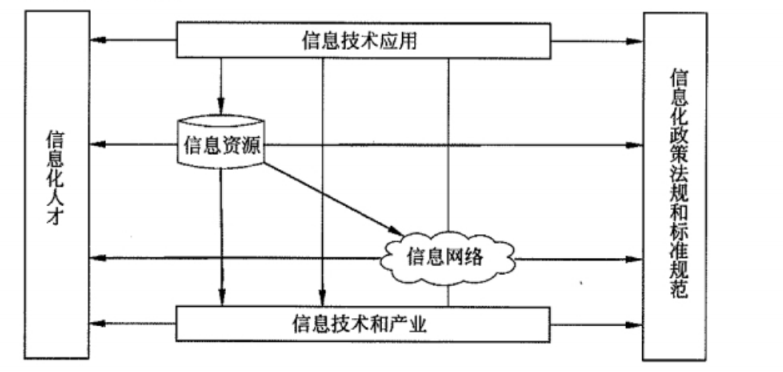 信息技术应用
信息化人才
信息资源
信息化政策法规和标准规范
信息网络
信息技术和产业